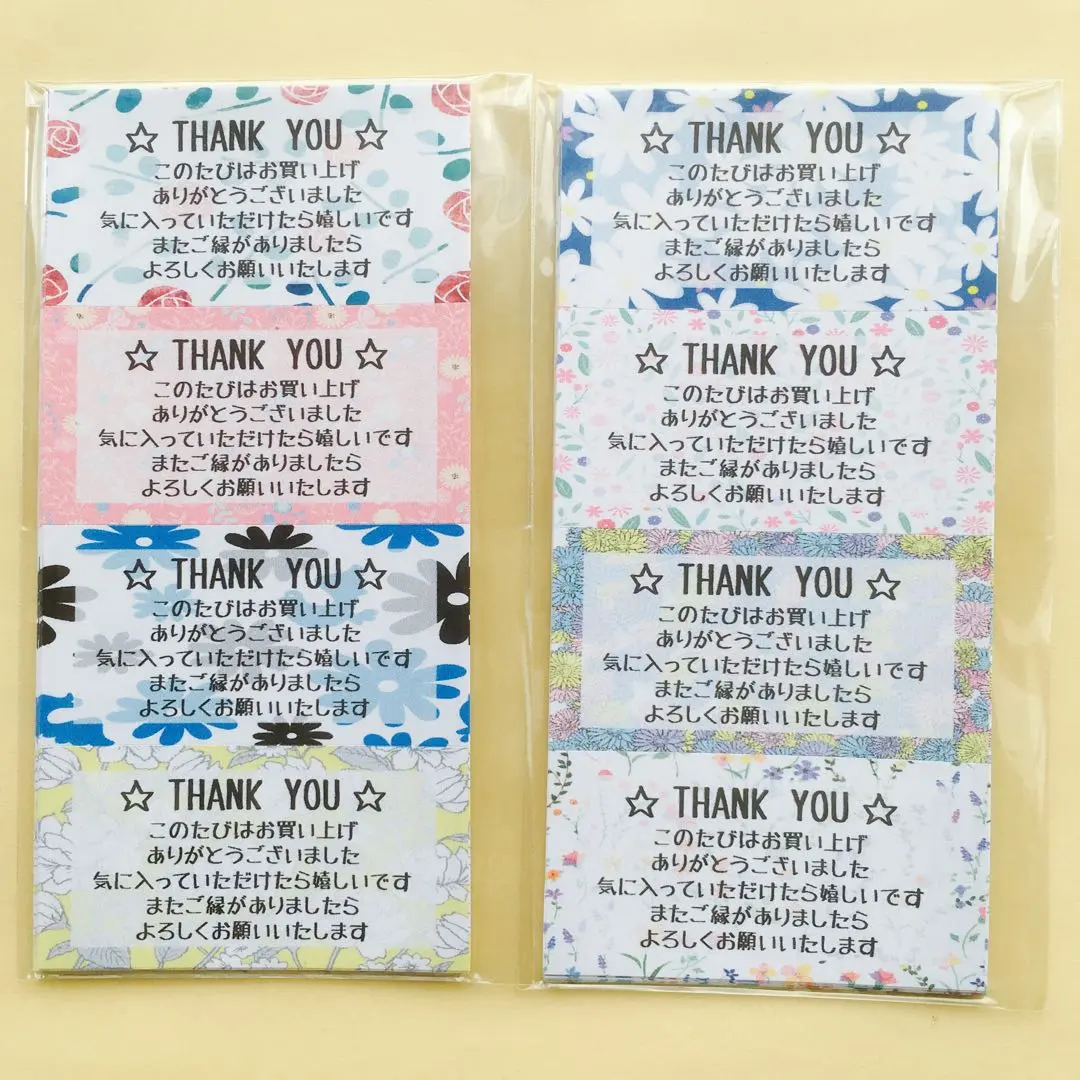 ☆ THANK YOU ☆
このたびはお買い上げ
ありがとうございました
気に入っていただけたら嬉しいです
またご縁がありましたら
よろしくお願いいたします
☆ THANK YOU ☆
このたびはお買い上げ
ありがとうございました
気に入っていただけたら嬉しいです
またご縁がありましたら
よろしくお願いいたします
☆ THANK YOU ☆
このたびはお買い上げ
ありがとうございました
気に入っていただけたら嬉しいです
またご縁がありましたら
よろしくお願いいたします
☆ THANK YOU ☆
このたびはお買い上げ
ありがとうございました
気に入っていただけたら嬉しいです
またご縁がありましたら
よろしくお願いいたします
☆ THANK YOU ☆
このたびはお買い上げ
ありがとうございました
気に入っていただけたら嬉しいです
またご縁がありましたら
よろしくお願いいたします
☆ THANK YOU ☆
このたびはお買い上げ
ありがとうございました
気に入っていただけたら嬉しいです
またご縁がありましたら
よろしくお願いいたします
☆ THANK YOU ☆
このたびはお買い上げ
ありがとうございました
気に入っていただけたら嬉しいです
またご縁がありましたら
よろしくお願いいたします
☆ THANK YOU ☆
このたびはお買い上げ
ありがとうございました
気に入っていただけたら嬉しいです
またご縁がありましたら
よろしくお願いいたします